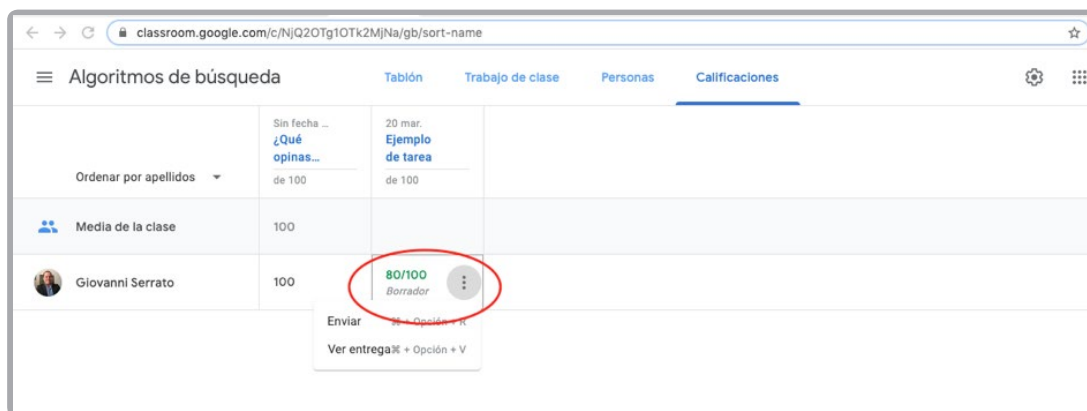 classroom.google.com/c/NjQ2OTg1OTk2MjNa/gb/sort-name
Algoritmos de búsqueda Tablón Trabajo de clase Personas Calificaciones
Sin fecha … 20 mar.
¿Qué Ejemplo
opinas… de tarea
Ordenar por apellidos de 100 de 100
Media de la clase 100
Giovanni Serrato 100 80/100
Borrador
Enviar ⌘ + Opción + R
Ver entrega⌘ + Opción + V